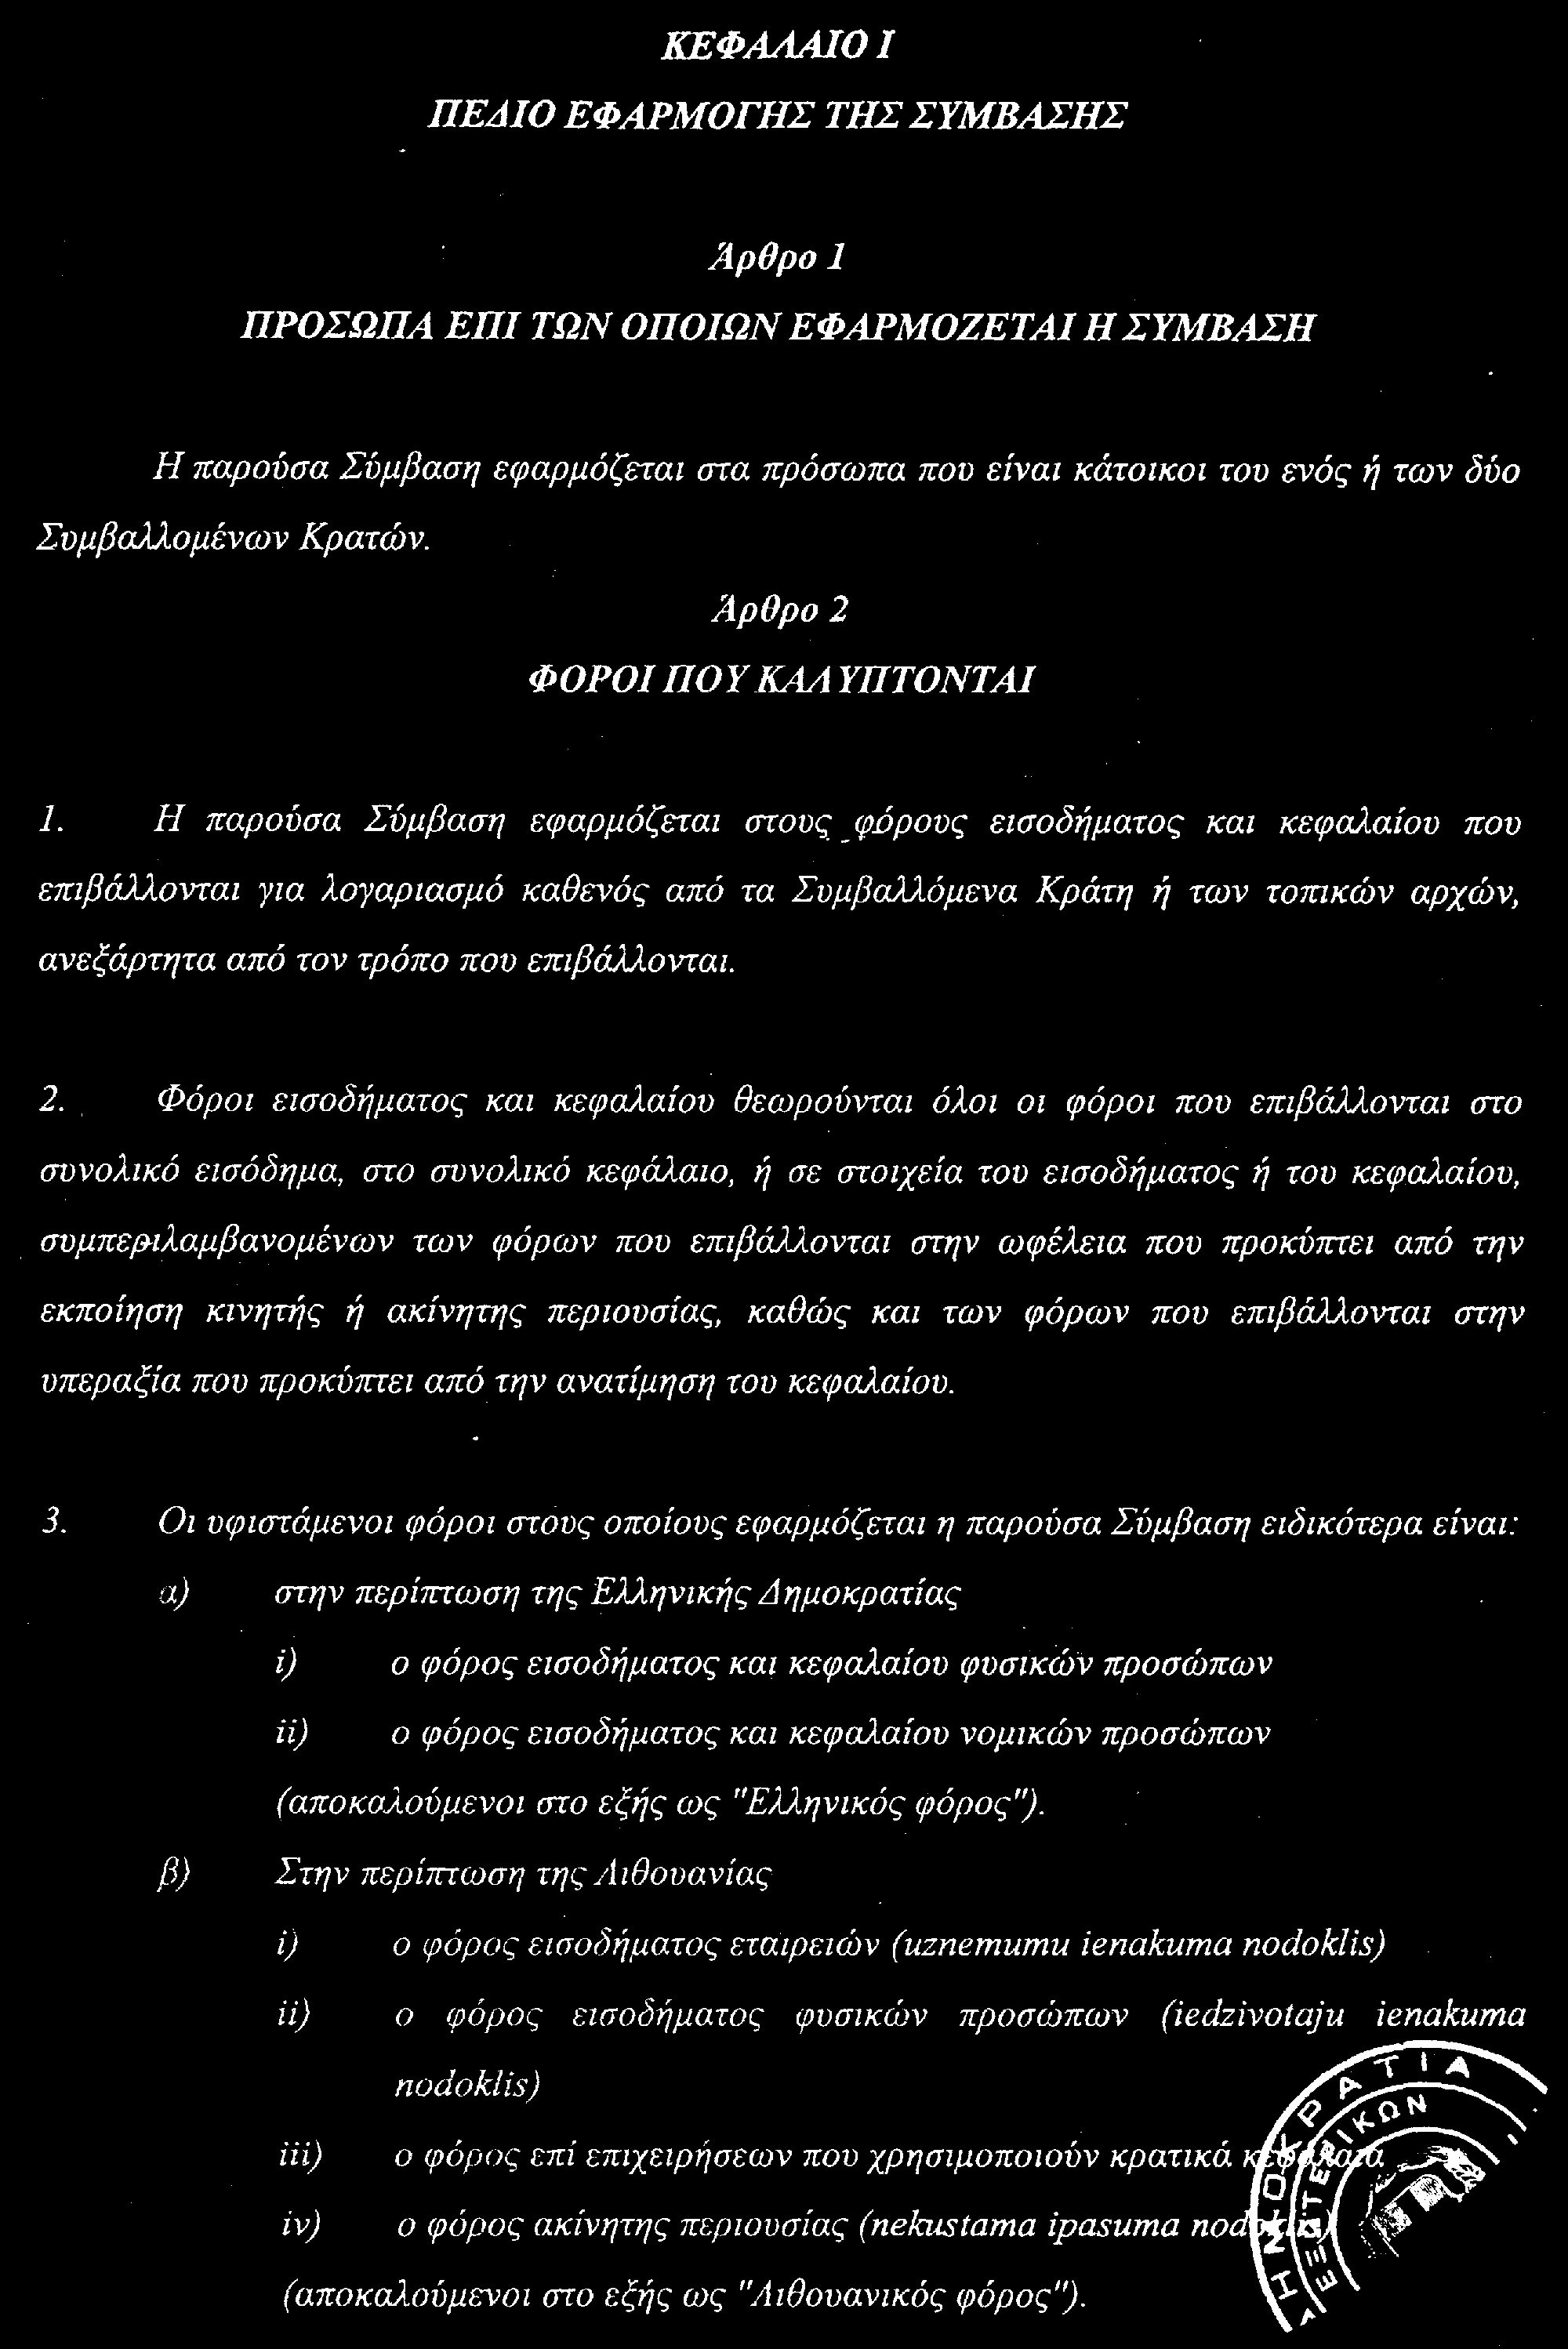 ΚΕΦΑΛΑΙΟ Ι
ΠΕΔΙΟ ΕΦΑΡΜΟΓΗΣ ΤΗΣ ΣΥΜΒΑΣΗΣ
Άρθρο 1
ΠΡΟΣΩΠΑ ΕΠΙ ΤΩΝ ΟΠΟΙΩΝ ΕΦΑΡΜΟΖΕΤΑΙ Η ΣΥΜΒΑΣΗ
Η παρούσα Σύμβαση εφαρμόζεται στα πρόσωπα που είναι κάτοικοι του ενός ή των δύο
Συμβαλλομένων Κρατών.
Άρθρο 2
ΦΟΡΟΙ ΠΟΥ ΚΑΛΥΠΤΟΝΤΑΙ
1. Η παρούσα Σύμβαση εφαρμόζεται στους φόρους εισοδήματος και κεφαλαίου που
επιβάλλονται για λογαριασμό καθενός από τα Συμβαλλόμενα Κράτη ή των τοπικών αρχών,
ανεξάρτητα από τον τρόπο που επιβάλλονται.
2. Φόροι εισοδήματος και κεφαλαίου θεωρούνται όλοι οι φόροι που επιβάλλονται στο
συνολικό εισόδημα, στο συνολικό κεφάλαιο, ή σε στοιχεία του εισοδήματος ή του κεφαλαίου,
συμπεριλαμβανομένων των φόρων που επιβάλλονται στην ωφέλεια που προκύπτει από την
εκποίηση κινητής ή ακίνητης περιουσίας, καθώς και των φόρων που επιβάλλονται στην
υπεραξία που προκύπτει από την ανατίμηση του κεφαλαίου.
3. Οι υφιστάμενοι φόροι στους οποίους εφαρμόζεται η παρούσα Σύμβαση ειδικότερα είναι:
α) στην περίπτωση της Ελληνικής Δημοκρατίας
i) ο φόρος εισοδήματος και κεφαλαίου φυσικών προσώπων
ii) ο φόρος εισοδήματος και κεφαλαίου νομικών προσώπων
(αποκαλούμενοι στο εξής ως "Ελληνικός φόρος").
β) Στην περίπτωση της Λιθουανίας
i) ο φόρος εισοδήματος εταιρειών (uznemumu ienakuma nodoklis)
ii) ο φόρος εισοδήματος φυσικών προσώπων (iedzivotaju ienakuma
nodoklis)
iii) ο φόρος επί επιχειρήσεων που χρησιμοποιούν κρατικά κεφάλαια
iv) ο φόρος ακίνητης περιουσίας (nekustama ipasuma nodoklis)
(αποκαλούμενοι στο εξής ως "Λιθουανικός φόρος").